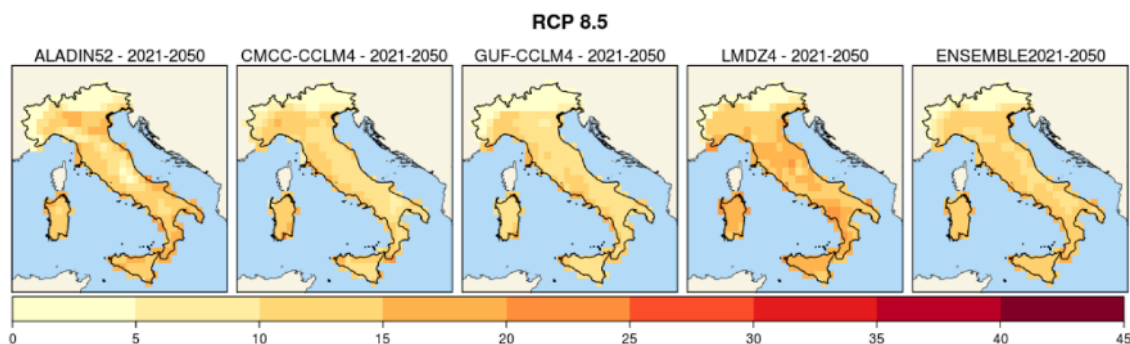 RCP 8.5
ALADIN52 - 2021-2050 CMCC-CCLM4 - 2021-2050 GUF-CCLM4 - 2021-2050 LMDZ4 - 2021-2050 ENSEMBLE2021-2050
0 5 10 15 20 25 30 35 40 45